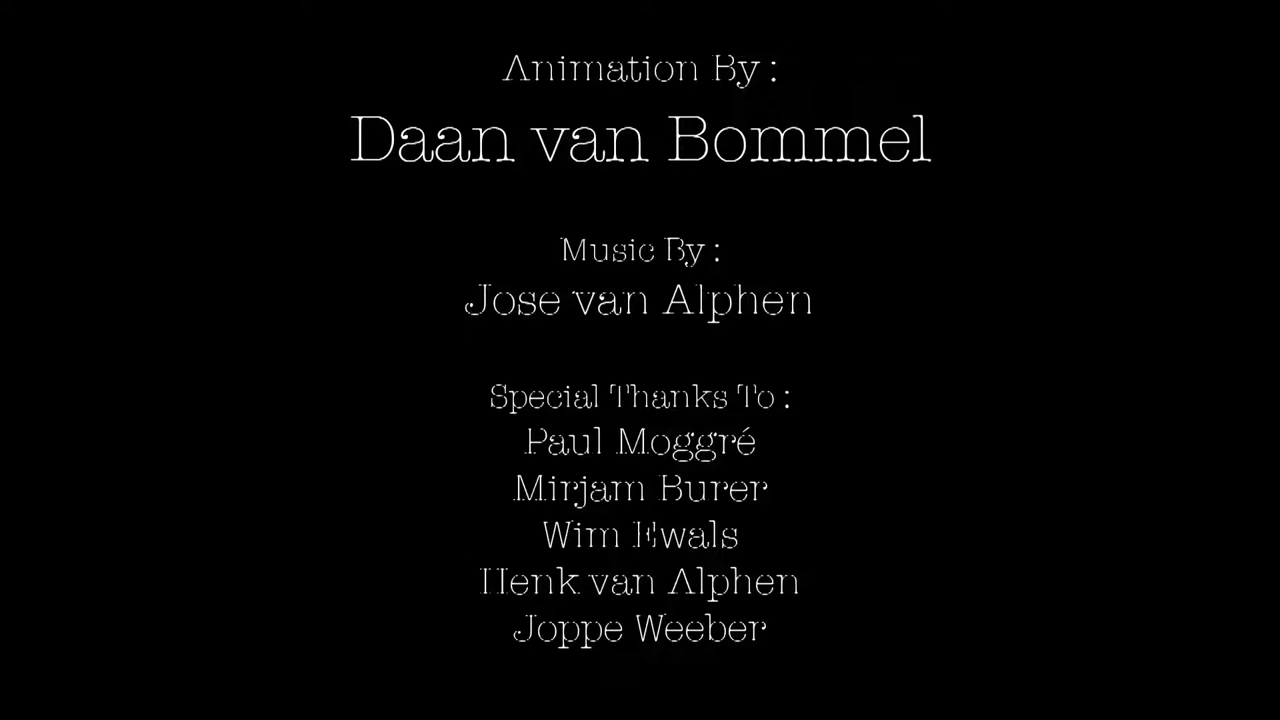 Animation By :
Daan van Bommel
Music By :
Jose van Alphen
Special Thanks To :
Paul Moggré
Mirjam Burer
Wim Ewals
Henk van Alphen
Joppe Weeber